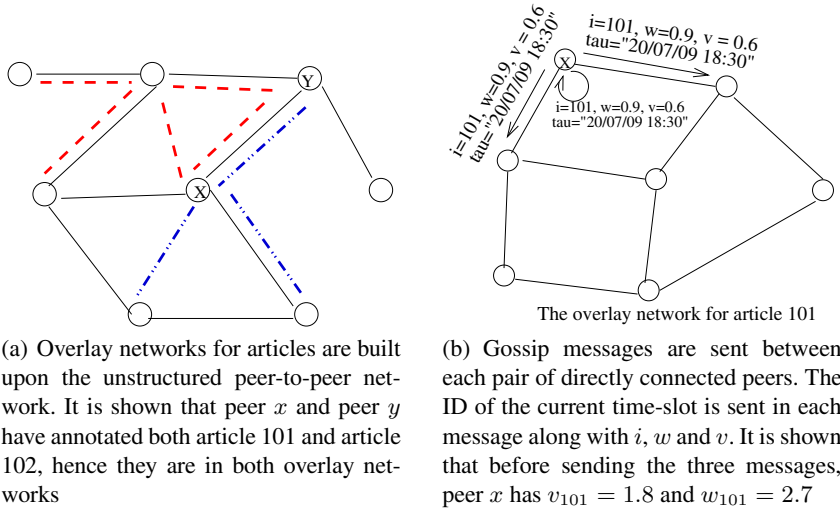 Y
X
i=101, w=0.9, v = 0.6
tau="20/07/09 18:30"
i=101, w=0.9, v = 0.6
tau="20/07/09 18:30"
X
i=101, w=0.9, v=0.6
tau="20/07/09 18:30"
The overlay network for article 101
(a) Overlay networks for articles are built
upon the unstructured peer-to-peer net-
work. It is shown that peer x and peer y
have annotated both article 101 and article
102, hence they are in both overlay net-
works
(b) Gossip messages are sent between
each pair of directly connected peers. The
ID of the current time-slot is sent in each
message along with i, w and v. It is shown
that before sending the three messages,
peer x has v₁₀₁ = 1.8 and w₁₀₁ = 2.7